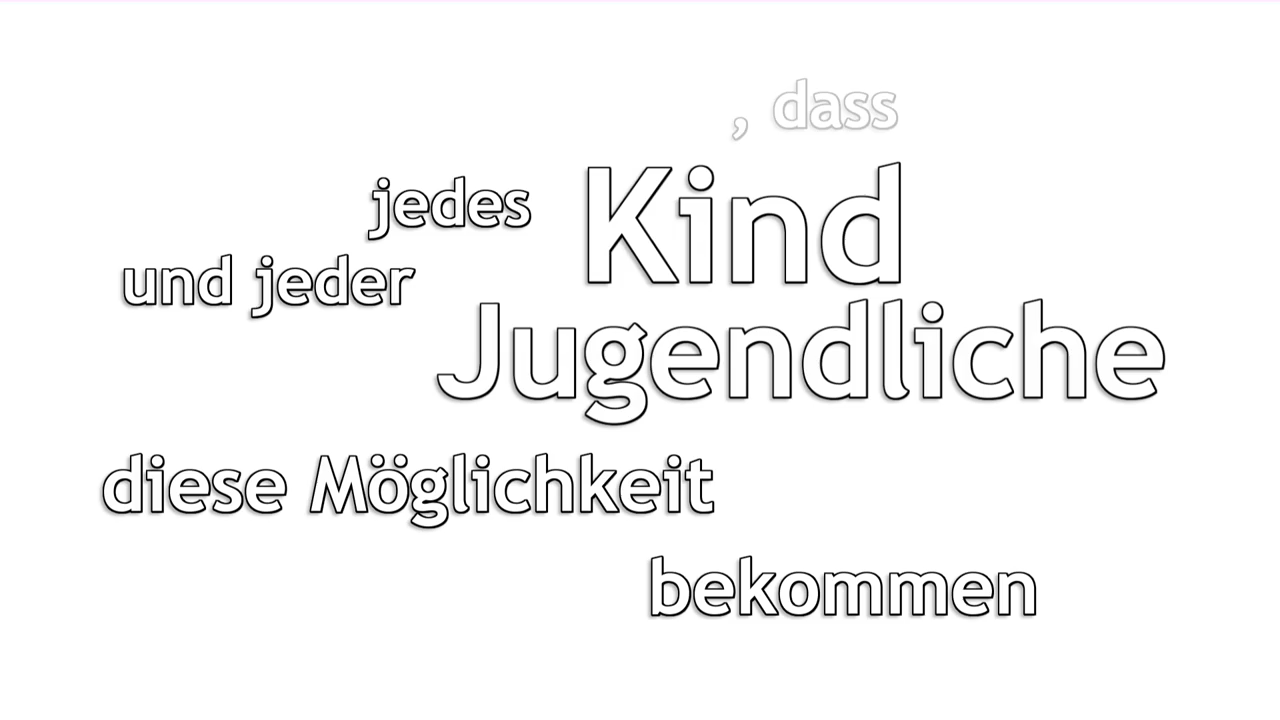 , dass
jedes Kind
und jeder
Jugendliche
diese Möglichkeit
bekommen